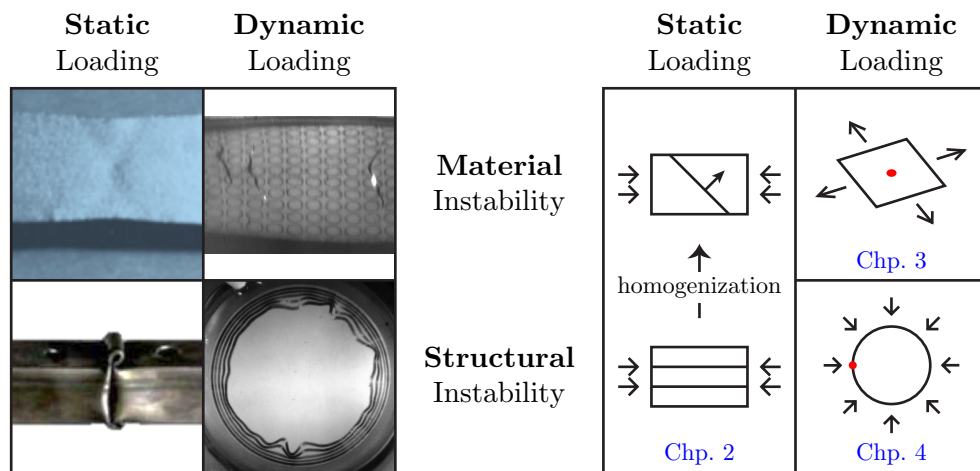 Static
Loading
Dynamic
Loading
Static
Loading
Dynamic
Loading
Material
Instability
Chp. 3
homogenization
Structural
Instability
Chp. 2
Chp. 4